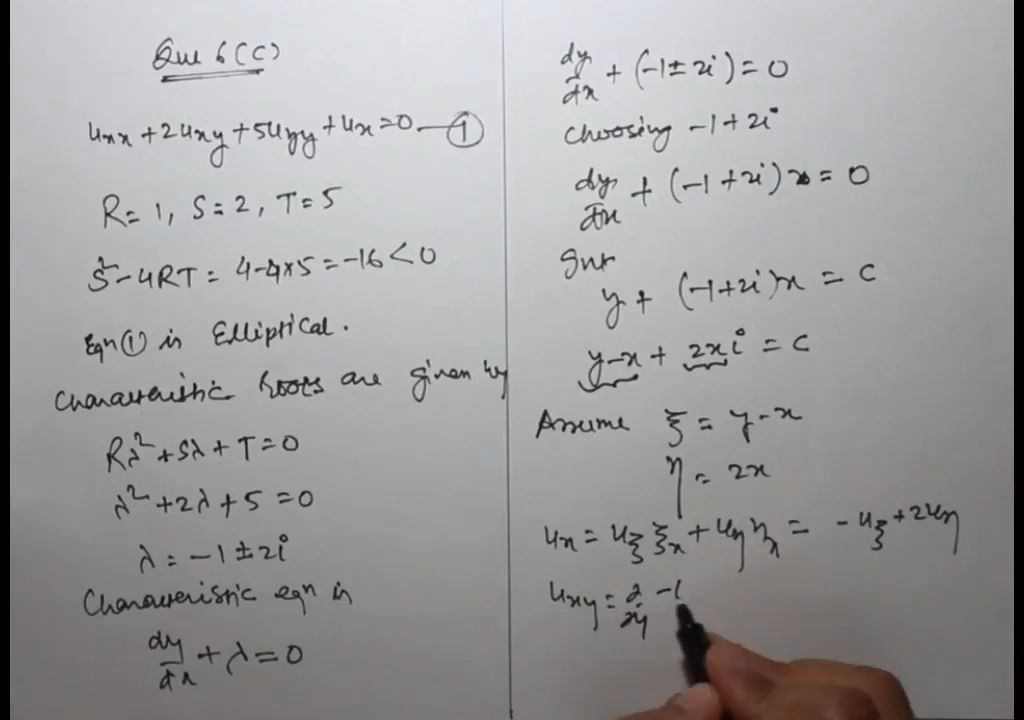 Que 6(C)
uxx + 2uxy + 5uyy + ux = 0 — ①
R = 1, S = 2, T = 5
S² - 4RT = 4 - 4×5 = -16 < 0
Eqn ① is Elliptical.
Characteristic Roots are given by
Rλ² + Sλ + T = 0
λ² + 2λ + 5 = 0
λ = -1 ± 2i
Characteristic eqn is
dy/dx + λ = 0
dy/dx + (-1 ± 2i) = 0
choosing -1 + 2i
dy/dx + (-1 + 2i) = 0
Int
y + (-1 + 2i)x = C
y - x + 2xi = C
Assume ξ = y - x
η = 2x
ux = uξ ξx + uη ηx = -uξ + 2uη
uxy = ∂/∂y -1